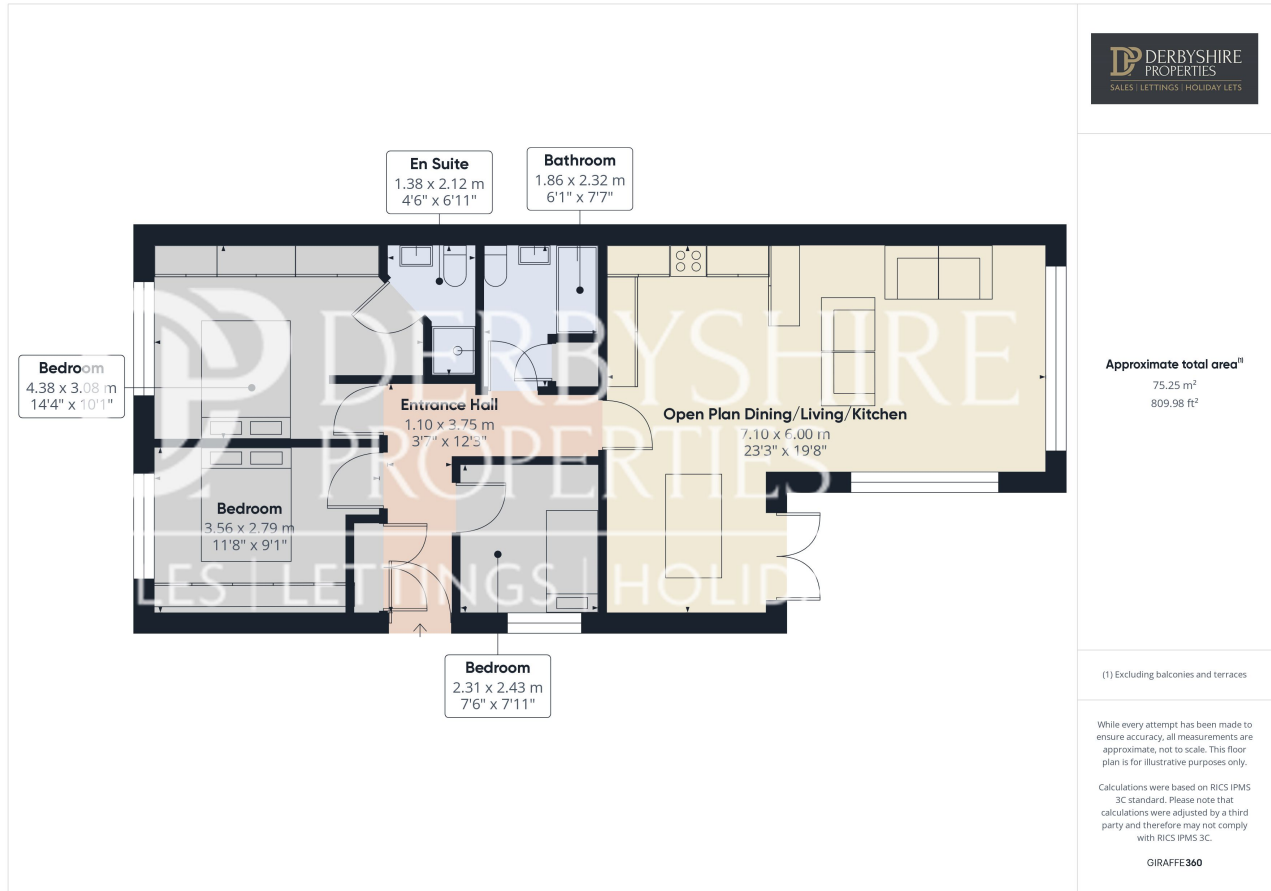 DP DERBYSHIRE
PROPERTIES
SALES | LETTINGS | HOLIDAY LETS
En Suite
1.38 x 2.12 m
4'6" x 6'11"
Bathroom
1.86 x 2.32 m
6'1" x 7'7"
Bedroom
4.38 x 3.08 m
14'4" x 10'1"
Entrance Hall
1.10 x 3.75 m
3'7" x 12'3"
Open Plan Dining/Living/Kitchen
7.10 x 6.00 m
23'3" x 19'8"
Bedroom
3.56 x 2.79 m
11'8" x 9'1"
Bedroom
2.31 x 2.43 m
7'6" x 7'11"
DERBYSHIRE
PROPERTIES
LES | LETTINGS | HOLID
Approximate total area(1)
75.25 m²
809.98 ft²
(1) Excluding balconies and terraces
While every attempt has been made to
ensure accuracy, all measurements are
approximate, not to scale. This floor
plan is for illustrative purposes only.
Calculations were based on RICS IPMS
3C standard. Please note that
calculations were adjusted by a third
party and therefore may not comply
with RICS IPMS 3C.
GIRAFFE360